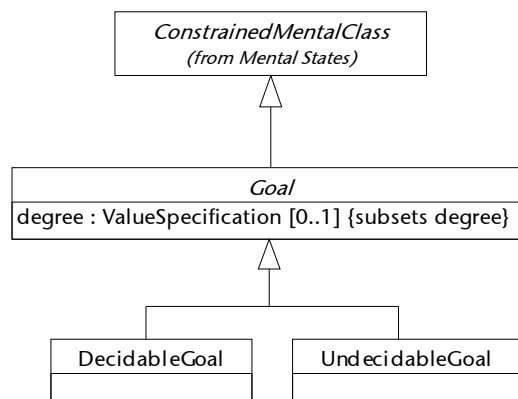 ConstrainedMentalClass
(from Mental States)
Goal
degree : ValueSpecification [0..1] {subsets degree}
DecidableGoal
UndecidableGoal